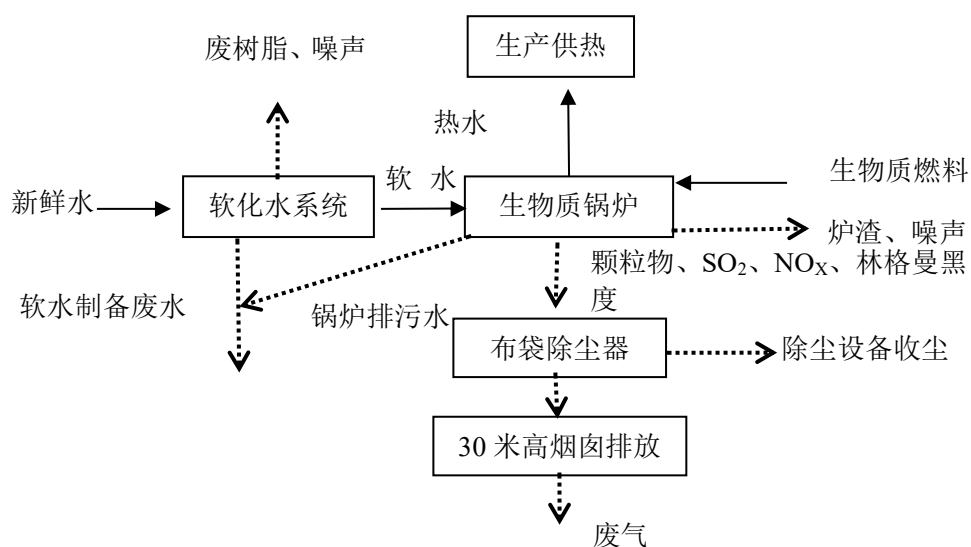 废树脂、噪声
生产供热
热水
新鲜水
软化水系统
软 水
生物质锅炉
生物质燃料
炉渣、噪声
颗粒物、SO₂、NOX、林格曼黑
度
软水制备废水
锅炉排污水
布袋除尘器
除尘设备收尘
30 米高烟囱排放
废气